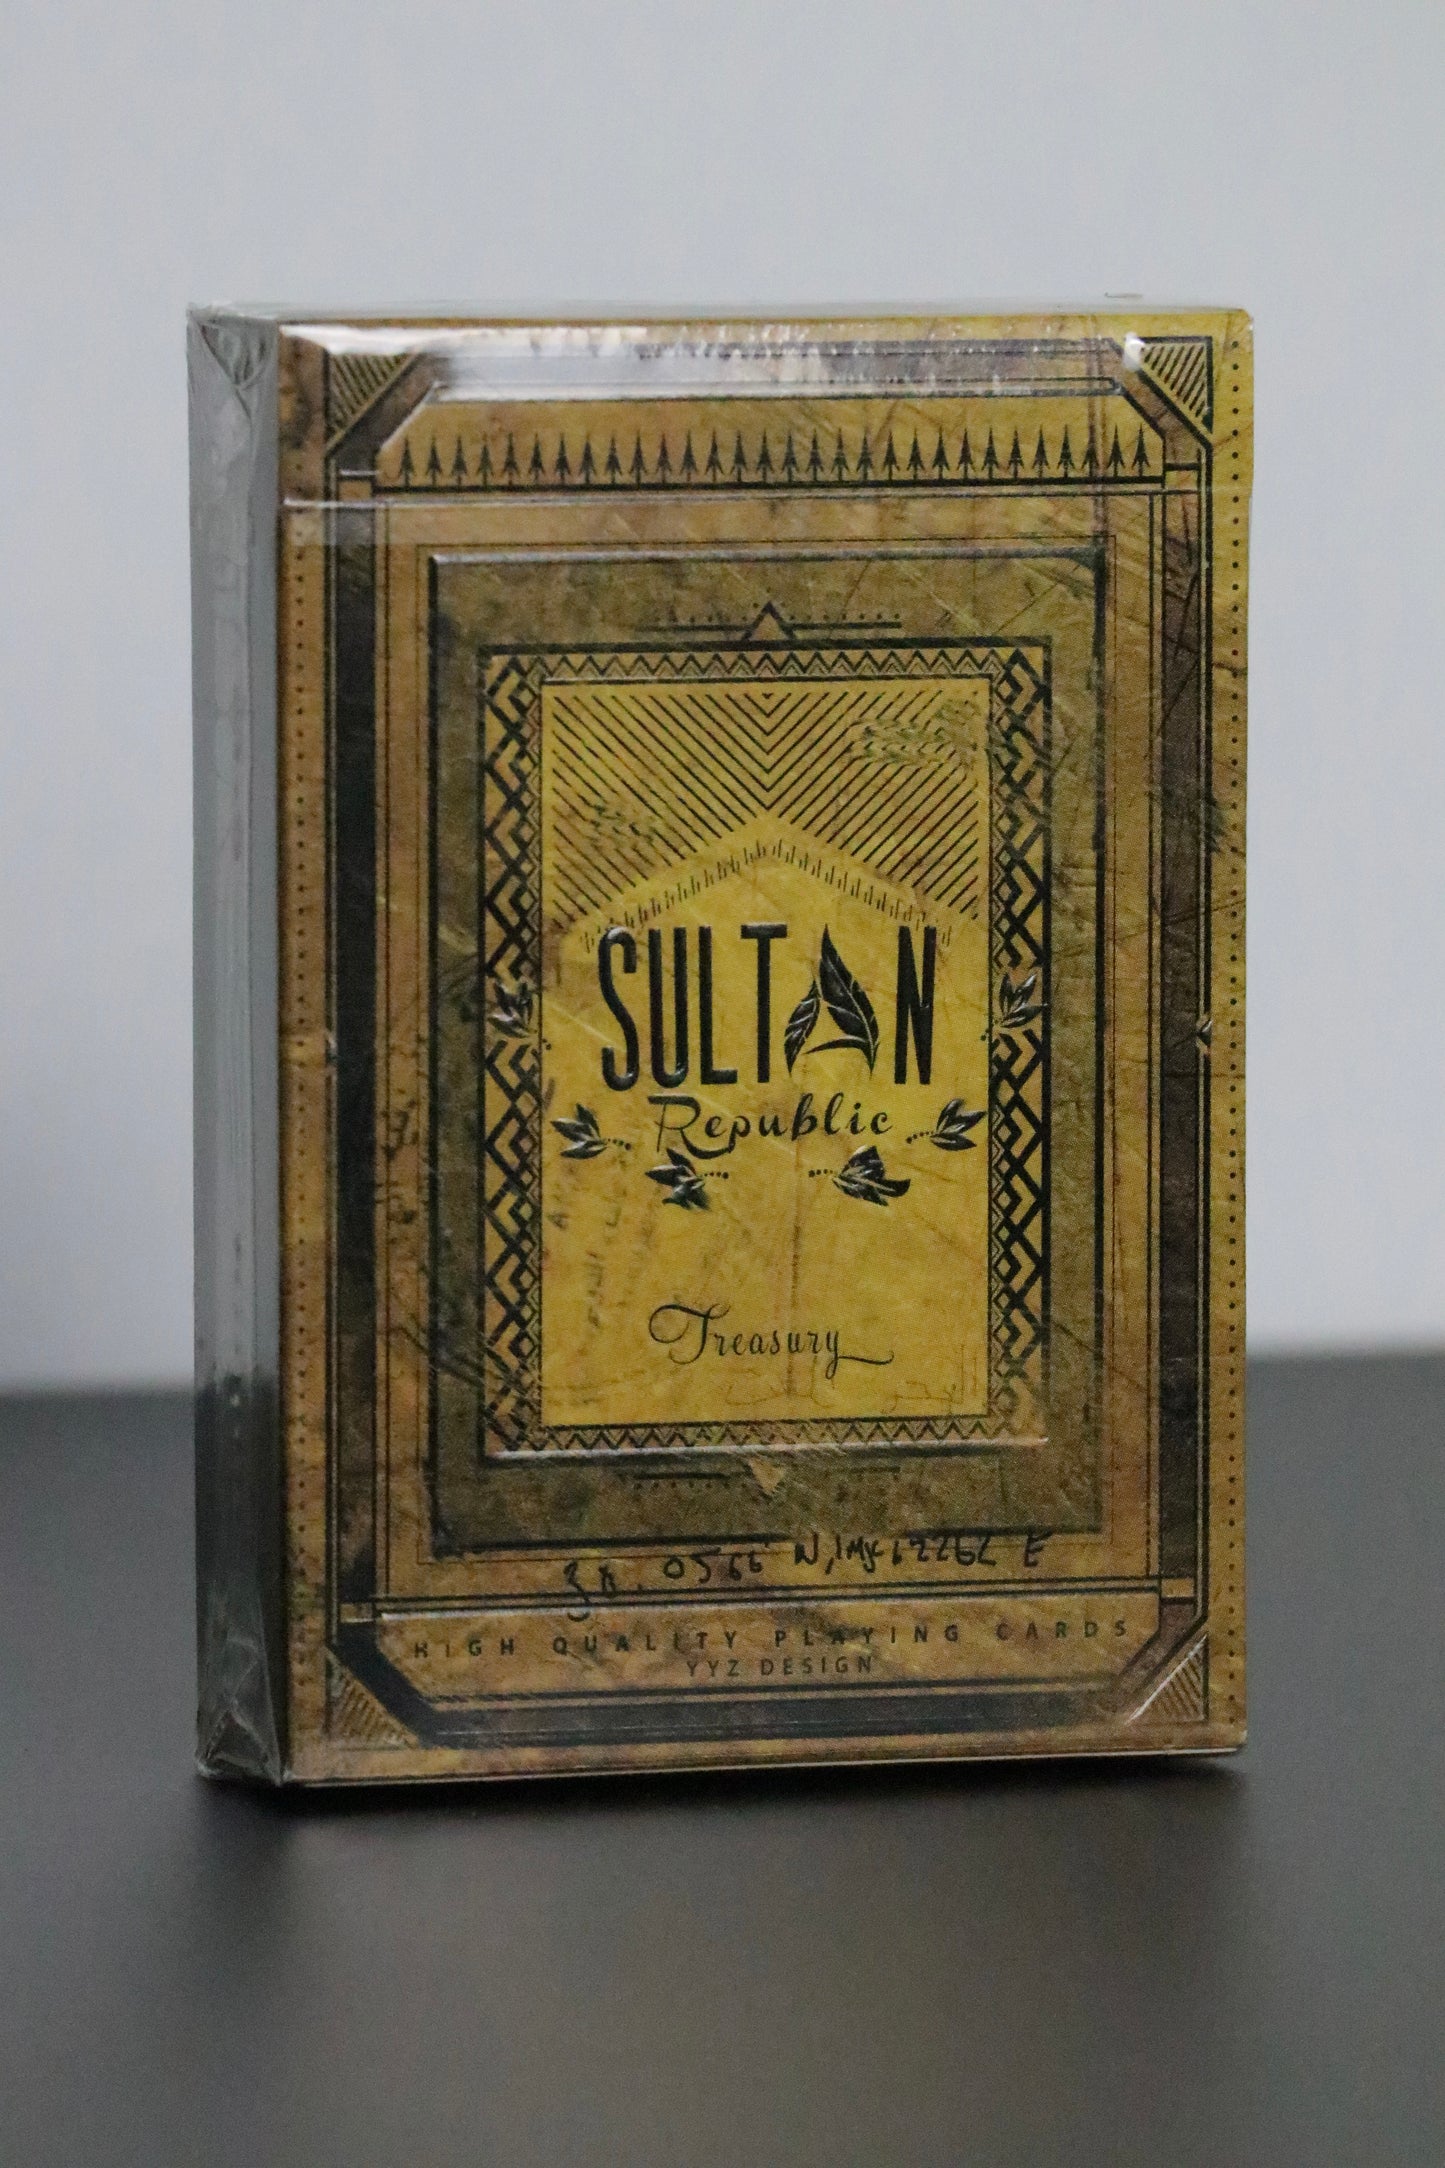 SULTAN
Republic
Treasury
HIGH QUALITY PLAYING CARDS
YYZ DESIGN